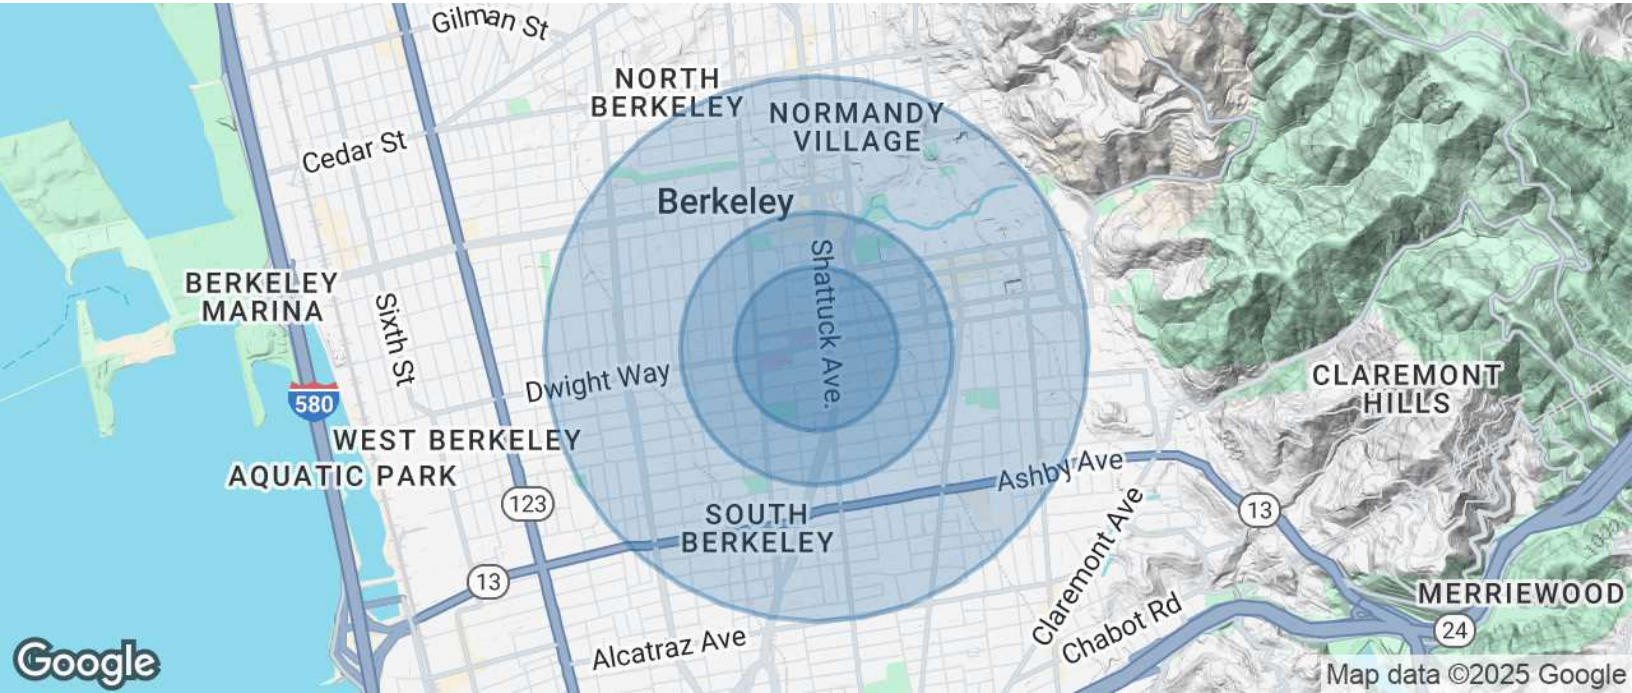 Gilman St
NORTH
BERKELEY
NORMANDY
VILLAGE
Cedar St
Berkeley
Shattuck Ave.
BERKELEY
MARINA
Sixth St
Dwight Way
580
CLAREMONT
HILLS
WEST BERKELEY
AQUATIC PARK
Ashby Ave
123
13
SOUTH
BERKELEY
Claremont Ave
13
MERRIEWOOD
Chabot Rd
24
Alcatraz Ave
Google
Map data ©2025 Google